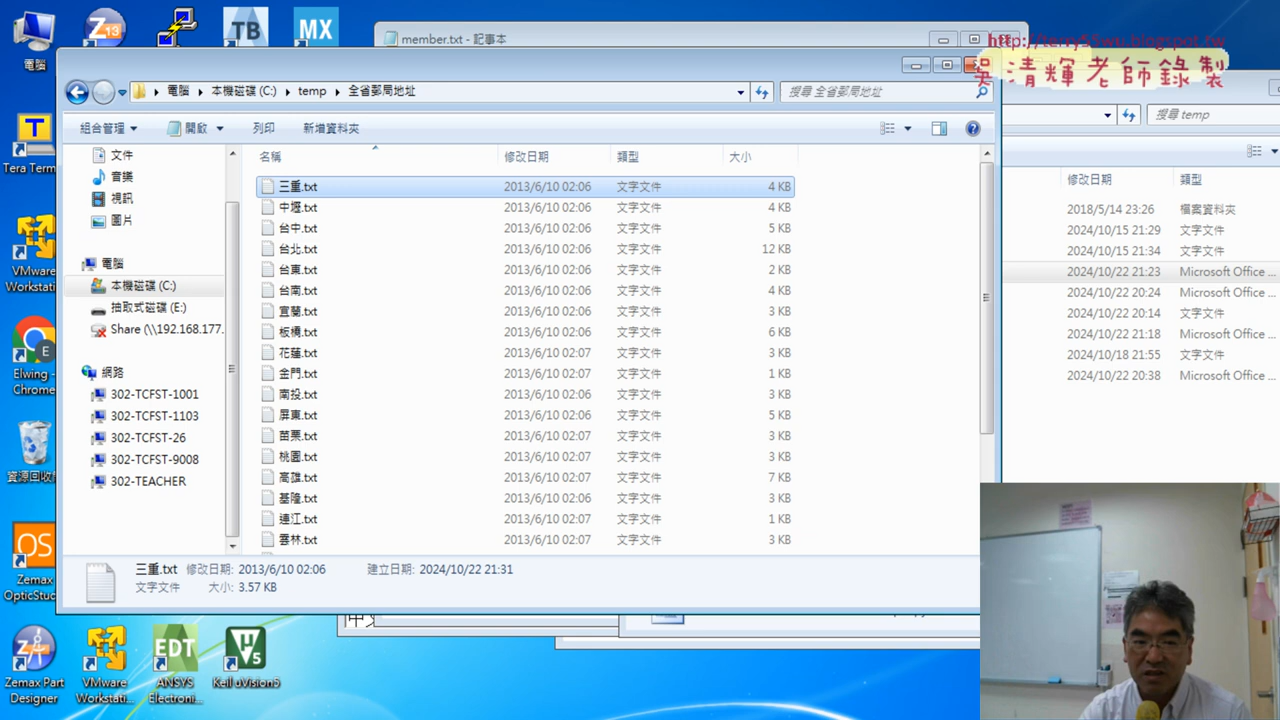 member.txt - 記事本
http://terry55wu.blogspot.tw
吳清輝老師錄製
電腦 ▸ 本機磁碟 (C:) ▸ temp ▸ 全省郵局地址
搜尋 全省郵局地址
搜尋 temp
組合管理 開啟 列印 新增資料夾
名稱 修改日期 類型 大小
文件
音樂
視訊
圖片
電腦
本機磁碟 (C:)
抽取式磁碟 (E:)
Share (\\192.168.177.
網路
302-TCFST-1001
302-TCFST-1103
302-TCFST-26
302-TCFST-9008
302-TEACHER
三重.txt 2013/6/10 02:06 文字文件 4 KB
中壢.txt 2013/6/10 02:06 文字文件 4 KB
台中.txt 2013/6/10 02:06 文字文件 5 KB
台北.txt 2013/6/10 02:06 文字文件 12 KB
台東.txt 2013/6/10 02:06 文字文件 2 KB
台南.txt 2013/6/10 02:06 文字文件 4 KB
宜蘭.txt 2013/6/10 02:06 文字文件 3 KB
板橋.txt 2013/6/10 02:06 文字文件 6 KB
花蓮.txt 2013/6/10 02:07 文字文件 3 KB
金門.txt 2013/6/10 02:07 文字文件 1 KB
南投.txt 2013/6/10 02:06 文字文件 3 KB
屏東.txt 2013/6/10 02:06 文字文件 5 KB
苗栗.txt 2013/6/10 02:07 文字文件 3 KB
桃園.txt 2013/6/10 02:07 文字文件 3 KB
高雄.txt 2013/6/10 02:07 文字文件 7 KB
基隆.txt 2013/6/10 02:06 文字文件 3 KB
連江.txt 2013/6/10 02:07 文字文件 1 KB
雲林.txt 2013/6/10 02:07 文字文件 3 KB
三重.txt 修改日期: 2013/6/10 02:06 建立日期: 2024/10/22 21:31
文字文件 大小: 3.57 KB
修改日期 類型
2018/5/14 23:26 檔案資料夾
2024/10/15 21:29 文字文件
2024/10/15 21:34 文字文件
2024/10/22 21:23 Microsoft Office ...
2024/10/22 20:24 Microsoft Office ...
2024/10/22 20:14 文字文件
2024/10/22 21:18 Microsoft Office ...
2024/10/18 21:55 文字文件
2024/10/22 20:38 Microsoft Office ...
電腦
Z13
TB
MX
Tera Term
VMware
Workstati
Elwing -
Chrome
資源回收
OS
Zemax
OpticStuc
Zemax Part
Designer
VMware
Workstati...
EDT
ANSYS
Electroni...
V5
Keil uVision5